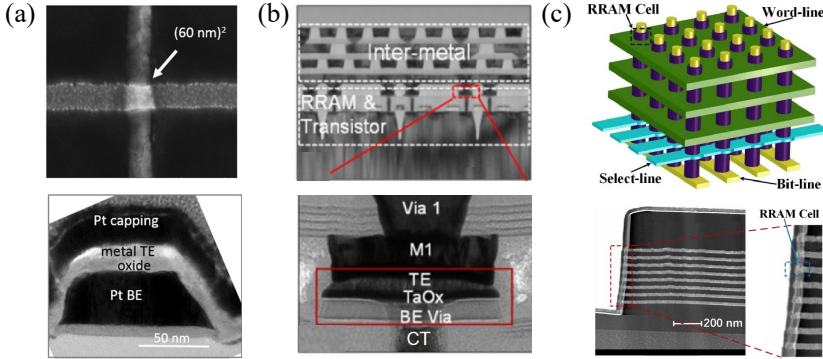 (a)
(60 nm)²
Pt capping
metal TE
oxide
Pt BE
50 nm
(b)
Inter-metal
RRAM &
Transistor
Via 1
M1
TE
TaOx
BE Via
CT
(c)
RRAM Cell
Word-line
Select-line
Bit-line
RRAM Cell
200 nm